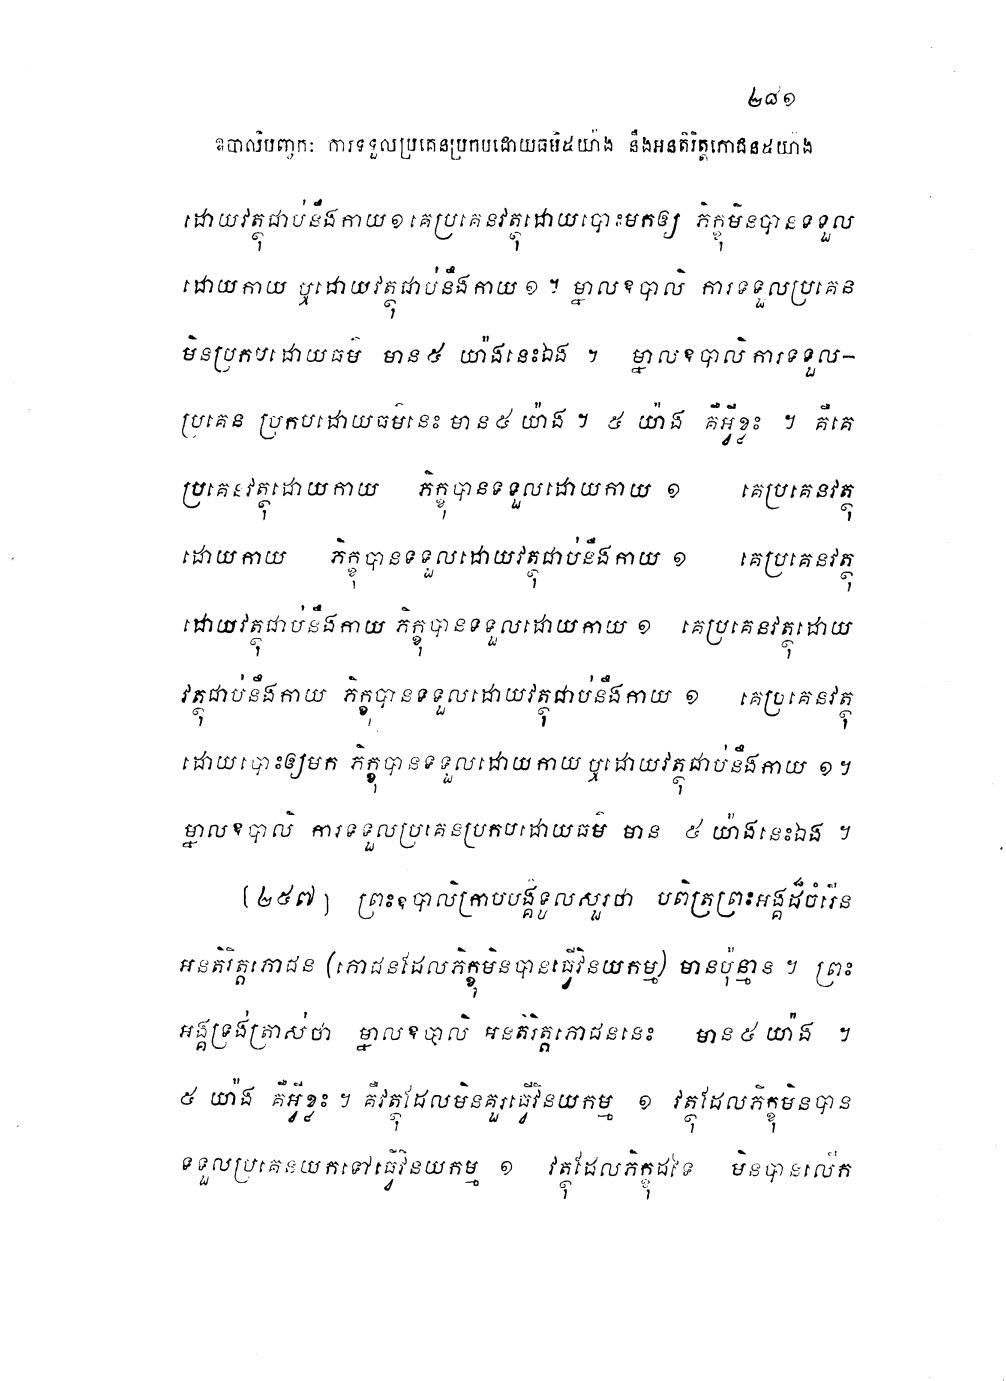 ២៨១
ឧបាលិបញ្ចកៈ ការទទួលប្រគេនប្រកបដោយធម៌៥យ៉ាង នឹងអនតិរិត្តភោជន៥យ៉ាង
ដោយវត្ថុជាប់នឹងកាយ១ គេប្រគេនវត្ថុដោយបោះមកឲ្យ ភិក្ខុមិនបានទទួល
ដោយកាយ ឬដោយវត្ថុជាប់នឹងកាយ ១ ។ ម្នាលឧបាលិ ការទទួលប្រគេន
មិនប្រកបដោយធម៌ មាន ៥ យ៉ាងនេះឯង ។ ម្នាលឧបាលិ ការទទួល-
ប្រគេន ប្រកបដោយធម៌នេះ មាន ៥ យ៉ាង ។ ៥ យ៉ាង គឺអ្វីខ្លះ ។ គឺគេ
ប្រគេនវត្ថុដោយកាយ ភិក្ខុបានទទួលដោយកាយ ១ គេប្រគេនវត្ថុ
ដោយកាយ ភិក្ខុបានទទួលដោយវត្ថុជាប់នឹងកាយ ១ គេប្រគេនវត្ថុ
ដោយវត្ថុជាប់នឹងកាយ ភិក្ខុបានទទួលដោយកាយ ១ គេប្រគេនវត្ថុដោយ
វត្ថុជាប់នឹងកាយ ភិក្ខុបានទទួលដោយវត្ថុជាប់នឹងកាយ ១ គេប្រគេនវត្ថុ
ដោយបោះឲ្យមក ភិក្ខុបានទទួលដោយកាយ ឬដោយវត្ថុជាប់នឹងកាយ ១ ។
ម្នាលឧបាលិ ការទទួលប្រគេនប្រកបដោយធម៌ មាន ៥ យ៉ាងនេះឯង ។
[២៥៧] ព្រះឧបាលិក្រាបបង្គំទូលសួរថា បពិត្រព្រះអង្គដ៏ចំរើន
អនតិរិត្តភោជន (ភោជនដែលភិក្ខុមិនបានធ្វើវិនយកម្ម) មានប៉ុន្មាន ។ ព្រះ
អង្គទ្រង់ត្រាស់ថា ម្នាលឧបាលិ អនតិរិត្តភោជននេះ មាន ៥ យ៉ាង ។
៥ យ៉ាង គឺអ្វីខ្លះ ។ គឺវត្ថុដែលមិនគួរធ្វើវិនយកម្ម ១ វត្ថុដែលភិក្ខុមិនបាន
ទទួលប្រគេនយកទៅធ្វើវិនយកម្ម ១ វត្ថុដែលភិក្ខុដទៃ មិនបានលើក